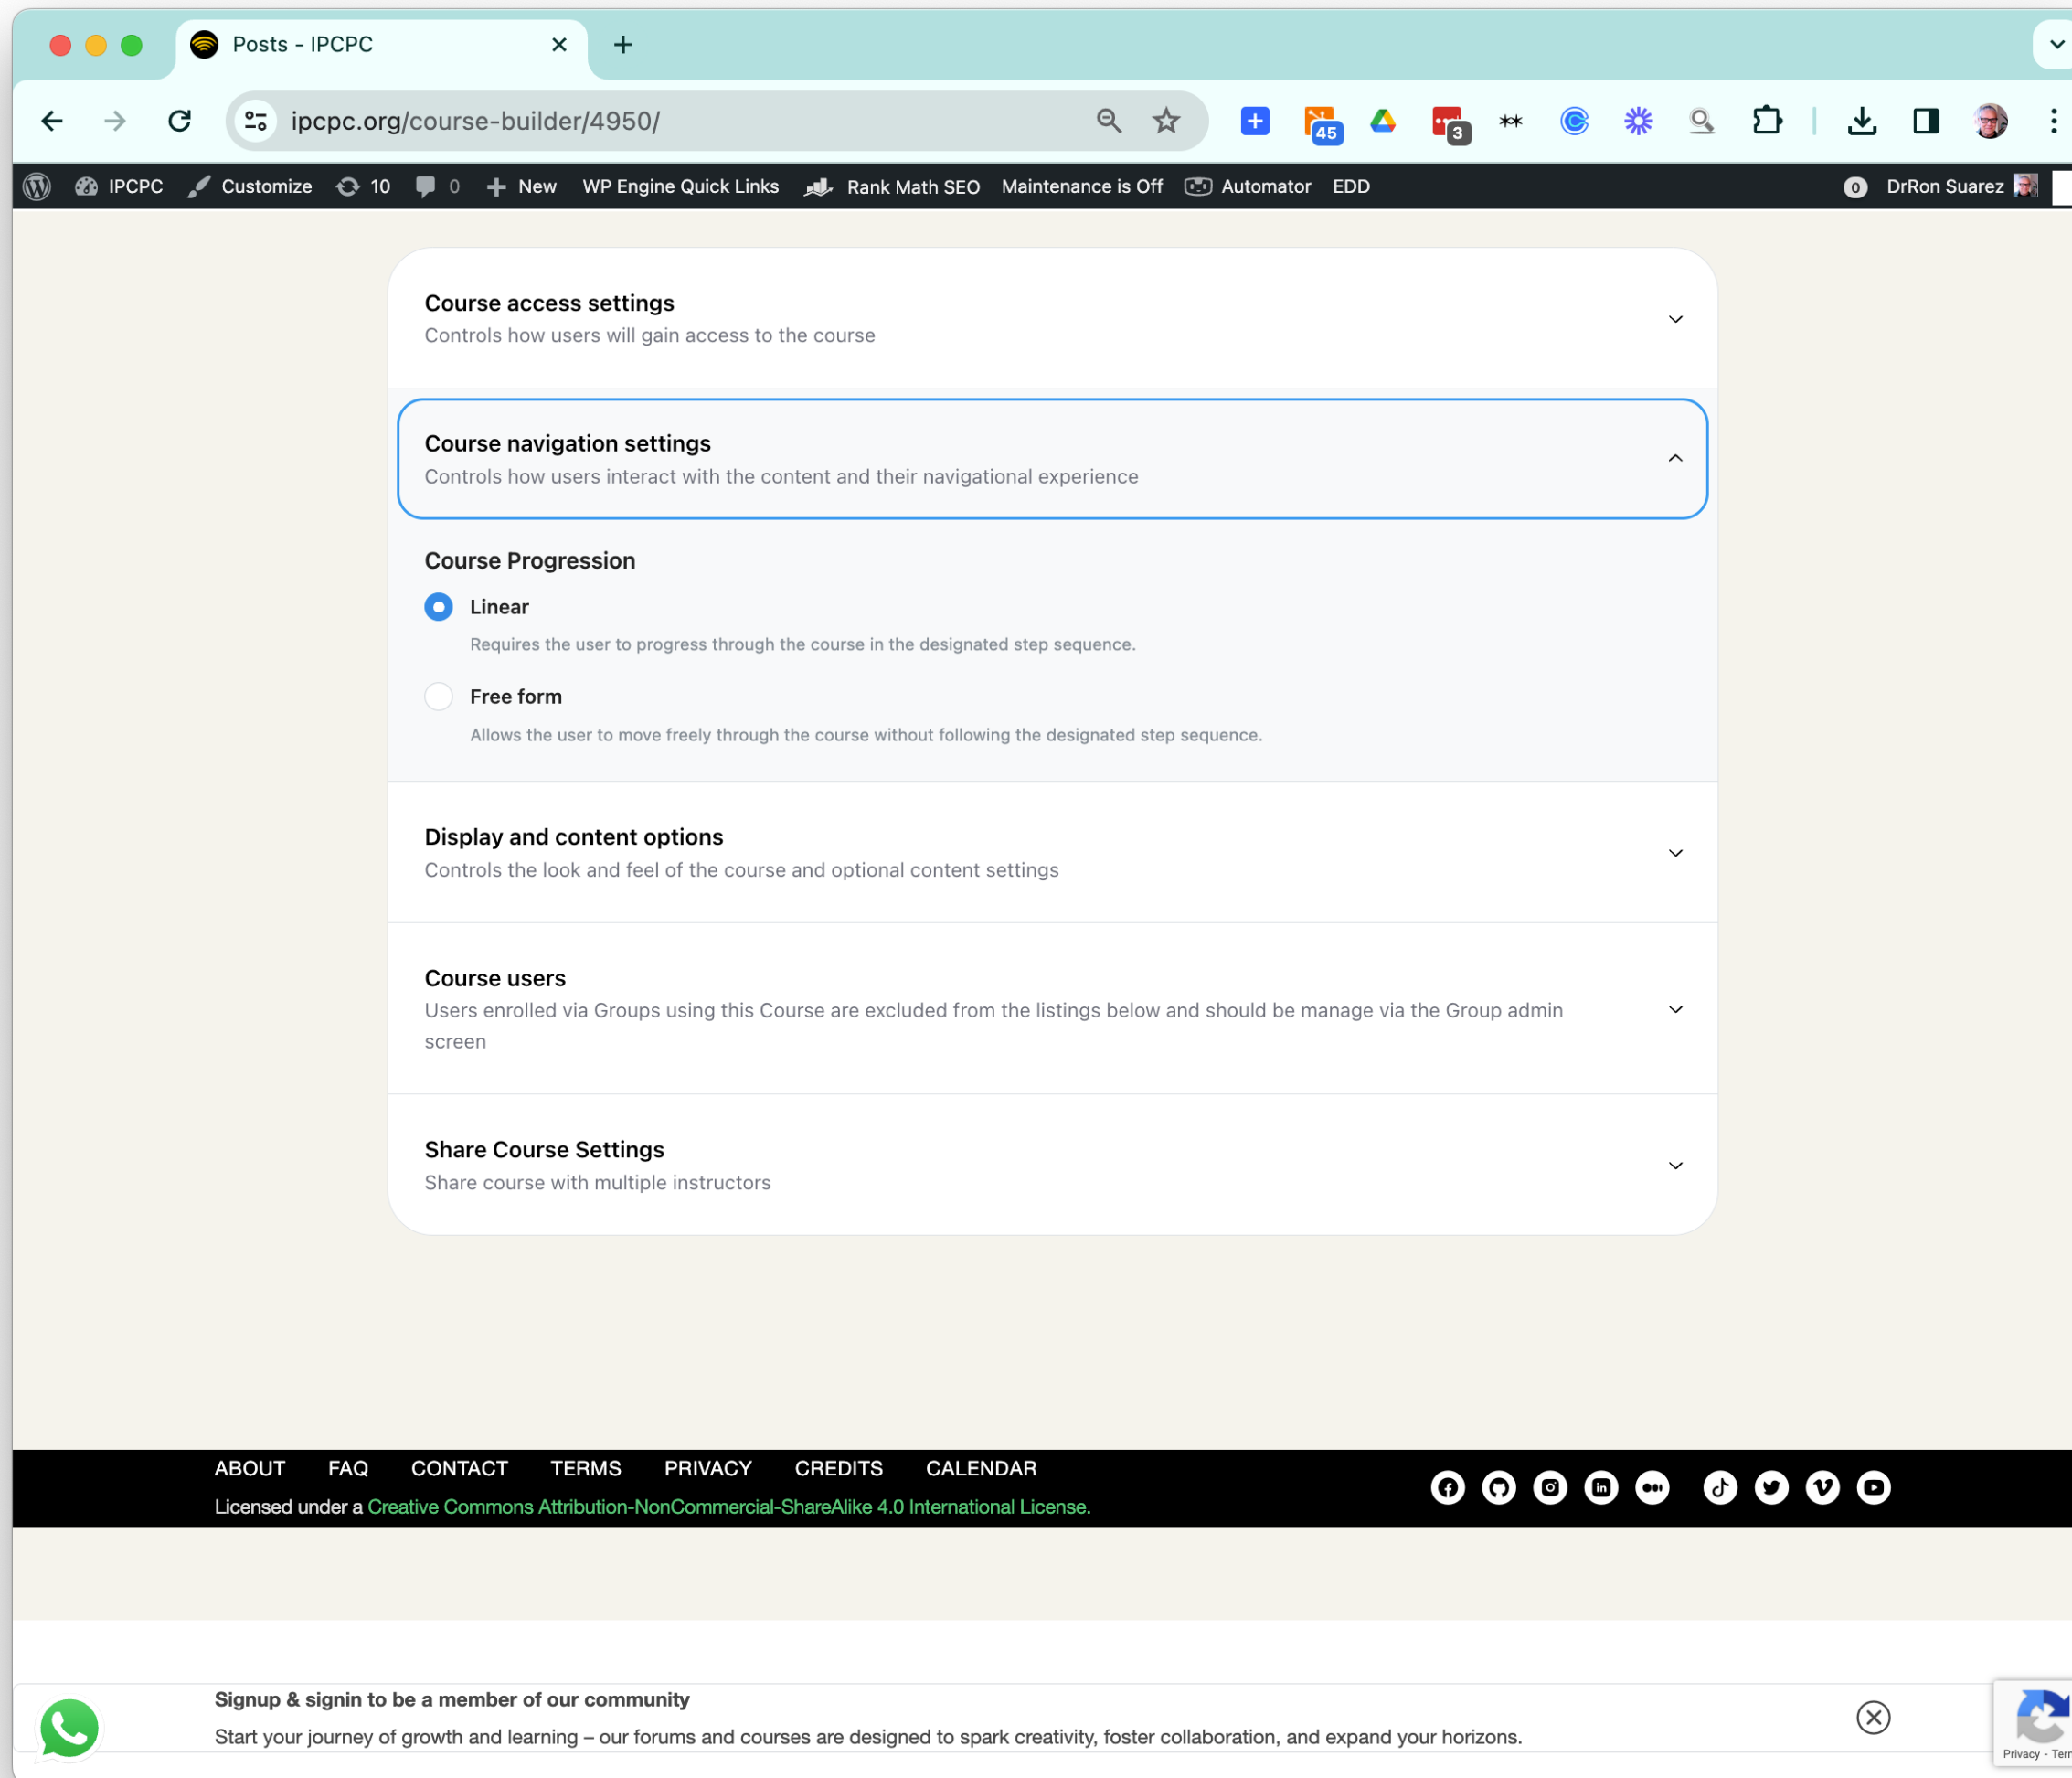 Posts - IPCPC
ipcpc.org/course-builder/4950/
45
3
IPCPC
Customize
10
0
New
WP Engine Quick Links
Rank Math SEO
Maintenance is Off
Automator
EDD
0
DrRon Suarez
Course access settings
Controls how users will gain access to the course
Course navigation settings
Controls how users interact with the content and their navigational experience
Course Progression
Linear
Requires the user to progress through the course in the designated step sequence.
Free form
Allows the user to move freely through the course without following the designated step sequence.
Display and content options
Controls the look and feel of the course and optional content settings
Course users
Users enrolled via Groups using this Course are excluded from the listings below and should be manage via the Group admin
screen
Share Course Settings
Share course with multiple instructors
ABOUT FAQ CONTACT TERMS PRIVACY CREDITS CALENDAR
Licensed under a Creative Commons Attribution-NonCommercial-ShareAlike 4.0 International License.
Signup & signin to be a member of our community
Start your journey of growth and learning – our forums and courses are designed to spark creativity, foster collaboration, and expand your horizons.
Privacy -